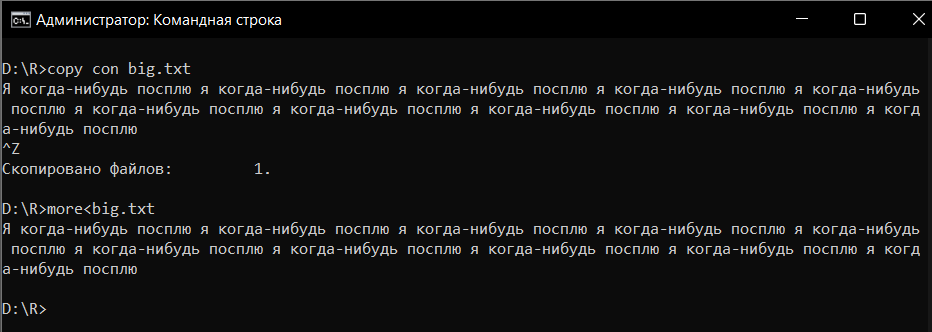 Администратор: Командная строка
D:\R>copy con big.txt
Я когда-нибудь посплю я когда-нибудь посплю я когда-нибудь посплю я когда-нибудь посплю я когда-нибудь
посплю я когда-нибудь посплю я когда-нибудь посплю я когда-нибудь посплю я когда-нибудь посплю я когд
а-нибудь посплю
^Z
Скопировано файлов:         1.
D:\R>more<big.txt
Я когда-нибудь посплю я когда-нибудь посплю я когда-нибудь посплю я когда-нибудь посплю я когда-нибудь
посплю я когда-нибудь посплю я когда-нибудь посплю я когда-нибудь посплю я когда-нибудь посплю я когд
а-нибудь посплю
D:\R>